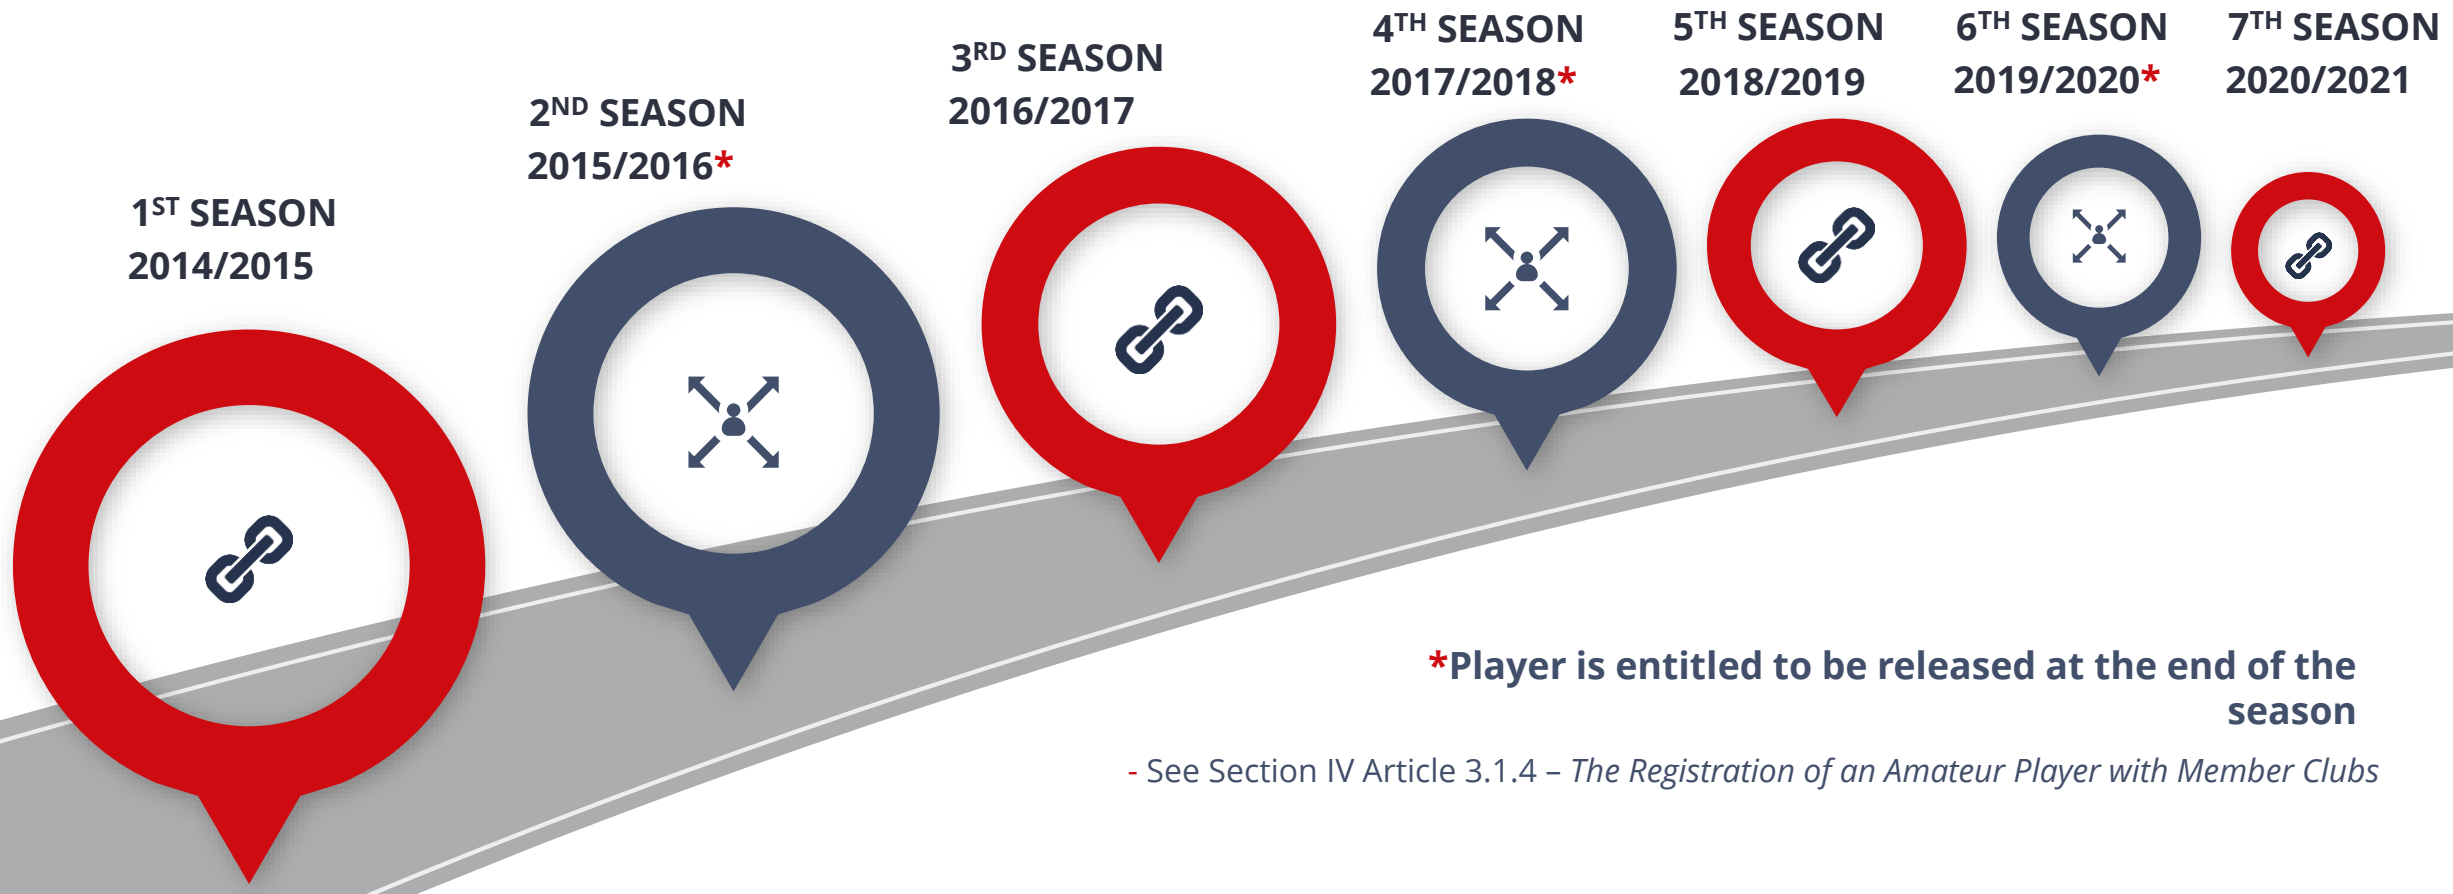 1ST SEASON
2014/2015
2ND SEASON
2015/2016*
3RD SEASON
2016/2017
4TH SEASON
2017/2018*
5TH SEASON
2018/2019
6TH SEASON
2019/2020*
7TH SEASON
2020/2021
*Player is entitled to be released at the end of the
season
- See Section IV Article 3.1.4 – The Registration of an Amateur Player with Member Clubs